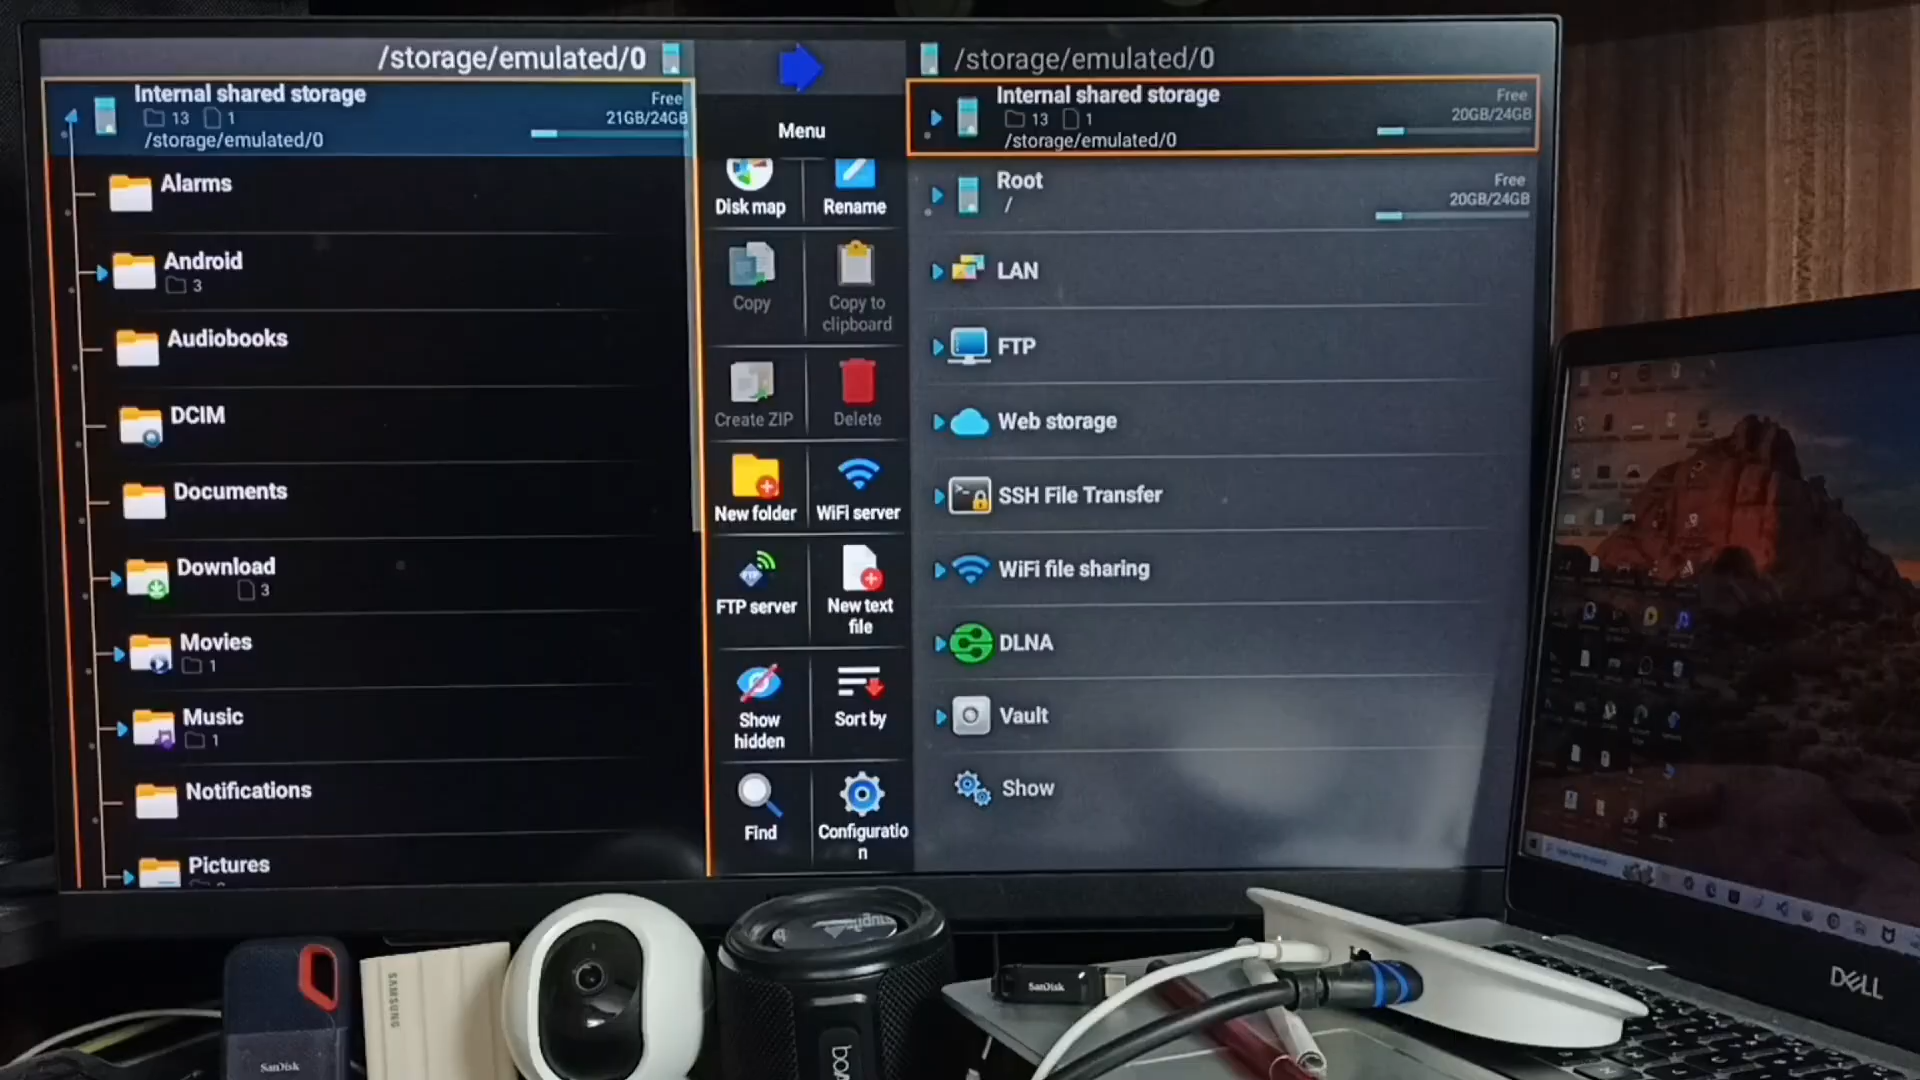 /storage/emulated/0
Internal shared storage
13 1
/storage/emulated/0
Free
21GB/24GB
Alarms
Android
3
Audiobooks
DCIM
Documents
Download
3
Movies
1
Music
1
Notifications
Pictures
Menu
Disk map
Rename
Copy
Copy to
clipboard
Create ZIP
Delete
New folder
WiFi server
FTP server
New text
file
Show
hidden
Sort by
Find
Configuratio
n
/storage/emulated/0
Internal shared storage
13 1
/storage/emulated/0
Free
20GB/24GB
Root
/
Free
20GB/24GB
LAN
FTP
Web storage
SSH File Transfer
WiFi file sharing
DLNA
Vault
Show
SanDisk
SAMSUNG
SanDisk
DELL